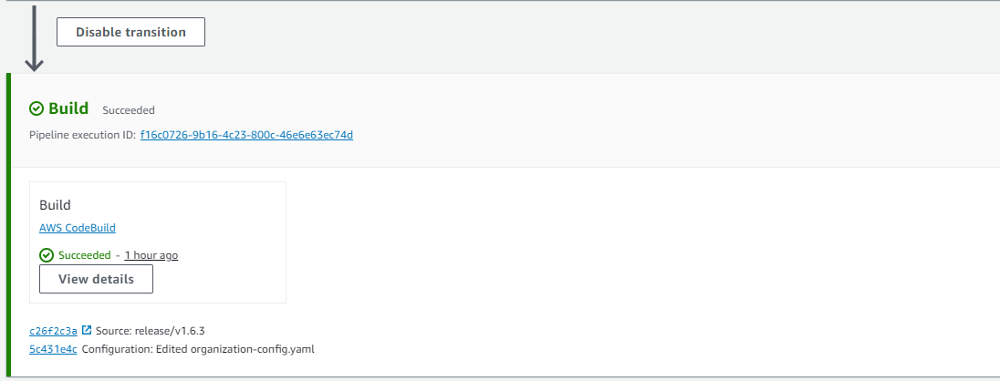 Disable transition
Build Succeeded
Pipeline execution ID: f16c0726-9b16-4c23-800c-46e6e63ec74d
Build
AWS CodeBuild
Succeeded - 1 hour ago
View details
c26f2c3a Source: release/v1.6.3
5c431e4c Configuration: Edited organization-config.yaml